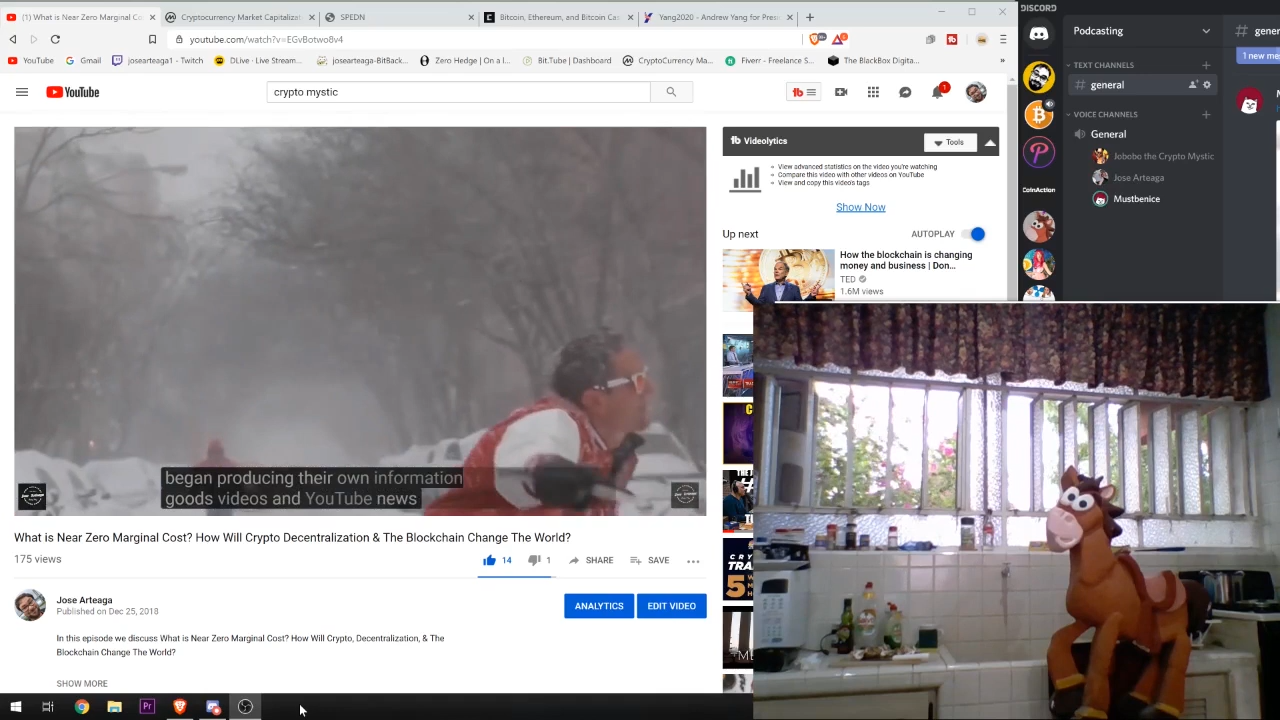 (1) What is Near Zero Marginal Co
Cryptocurrency Market Capitalizat
SPEDN
Bitcoin, Ethereum, and Bitcoin Ca
Yang2020 - Andrew Yang for Presi
youtube.com/watch?v=EGvBotwo8v4
YouTube
Gmail
josearteaga1 - Twitch
DLive · Live Stream...
josearteaga-BitBack...
Zero Hedge | On a l...
Bit.Tube | Dashboard
CryptoCurrency Ma...
Fiverr - Freelance S...
The BlackBox Digita...
YouTube
crypto mystic
1
began producing their own information
goods videos and YouTube news
What is Near Zero Marginal Cost? How Will Crypto Decentralization & The Blockchain Change The World?
175 views
14
1
SHARE
SAVE
Jose Arteaga
Published on Dec 25, 2018
ANALYTICS
EDIT VIDEO
In this episode we discuss What is Near Zero Marginal Cost? How Will Crypto, Decentralization, & The
Blockchain Change The World?
SHOW MORE
tb Videolytics
Tools
View advanced statistics on the video you're watching
Compare this video with other videos on YouTube
View and copy this video's tags
Show Now
Up next
AUTOPLAY
How the blockchain is changing
money and business | Don...
TED
1.6M views
DISCORD
CoinAction
Podcasting
TEXT CHANNELS
# general
VOICE CHANNELS
General
Jobobo the Crypto Mystic
Jose Arteaga
Mustbenice
# gener
1 new me
Pr